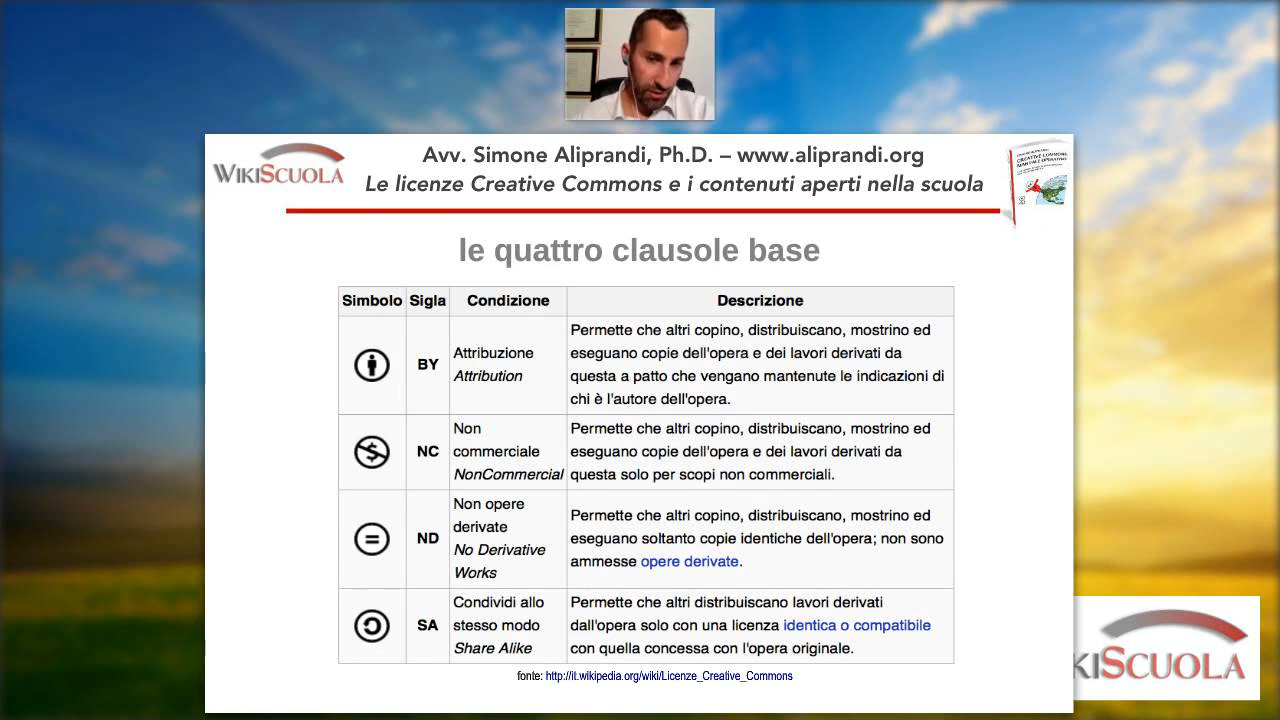 WIKISCUOLA
Avv. Simone Aliprandi, Ph.D. – www.aliprandi.org
Le licenze Creative Commons e i contenuti aperti nella scuola
CREATIVE COMMONS
MANUALE OPERATIVO
le quattro clausole base
Simbolo Sigla Condizione Descrizione
BY
Attribuzione
Attribution
Permette che altri copino, distribuiscano, mostrino ed
eseguano copie dell'opera e dei lavori derivati da
questa a patto che vengano mantenute le indicazioni di
chi è l'autore dell'opera.
NC
Non
commerciale
NonCommercial
Permette che altri copino, distribuiscano, mostrino ed
eseguano copie dell'opera e dei lavori derivati da
questa solo per scopi non commerciali.
ND
Non opere
derivate
No Derivative
Works
Permette che altri copino, distribuiscano, mostrino ed
eseguano soltanto copie identiche dell'opera; non sono
ammesse opere derivate.
SA
Condividi allo
stesso modo
Share Alike
Permette che altri distribuiscano lavori derivati
dall'opera solo con una licenza identica o compatibile
con quella concessa con l'opera originale.
fonte: http://it.wikipedia.org/wiki/Licenze_Creative_Commons
KISCUOLA